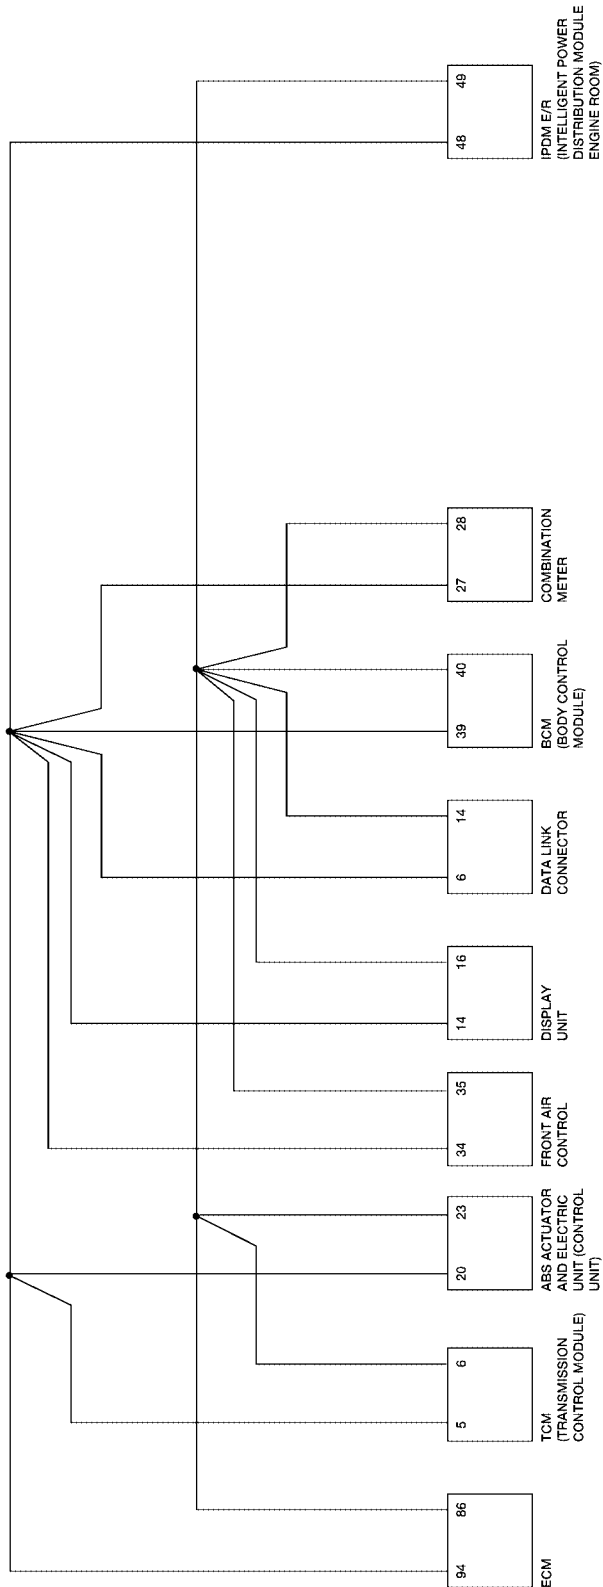 94
86
ECM
5
6
TCM
(TRANSMISSION
CONTROL MODULE)
20
23
ABS ACTUATOR
AND ELECTRIC
UNIT (CONTROL
UNIT)
34
35
FRONT AIR
CONTROL
14
16
DISPLAY
UNIT
6
14
DATA LINK
CONNECTOR
39
40
BCM
(BODY CONTROL
MODULE)
27
28
COMBINATION
METER
48
49
IPDM E/R
(INTELLIGENT POWER
DISTRIBUTION MODULE
ENGINE ROOM)